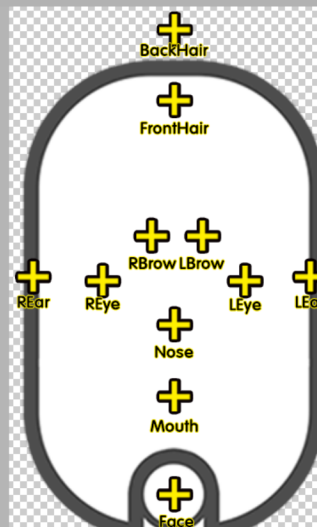 BackHair
FrontHair
RBrow LBrow
REar REye LEye
Nose
Mouth
Face